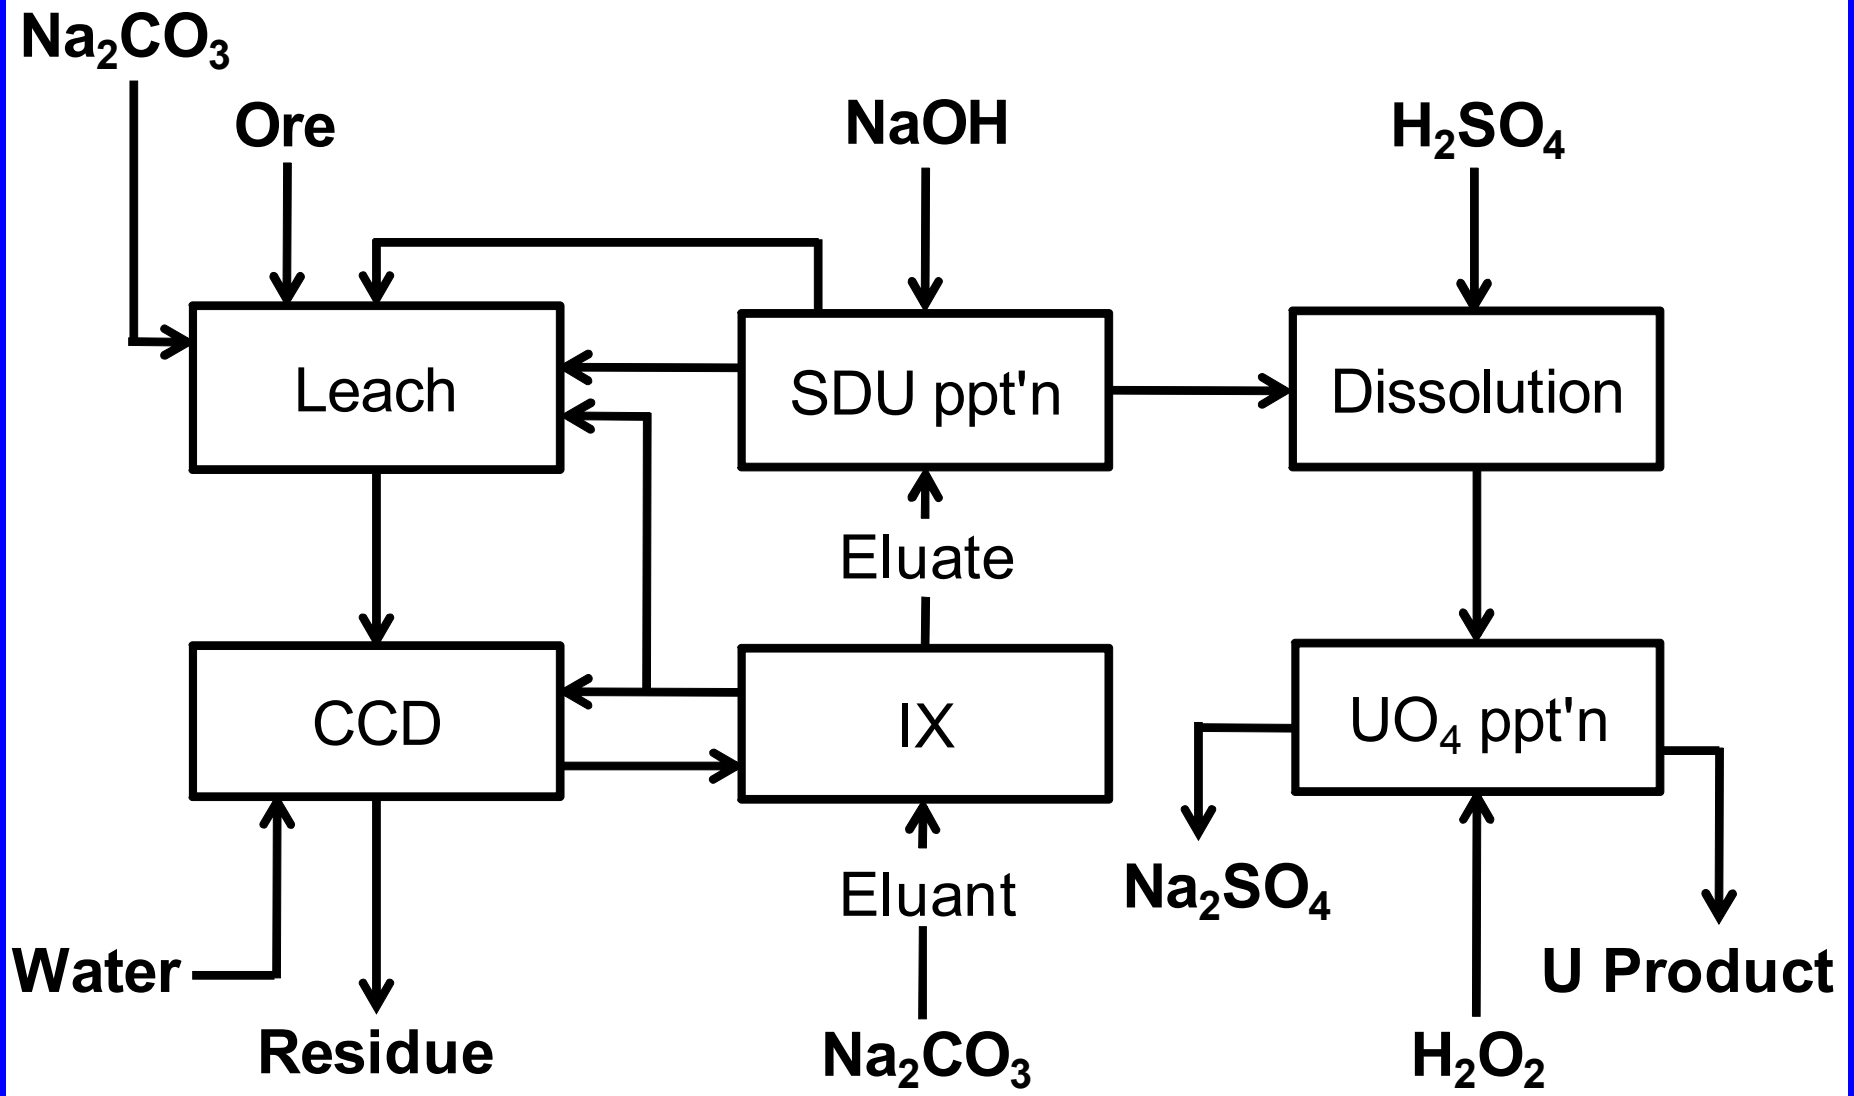 Na₂CO₃
Ore
NaOH
H₂SO₄
Leach
SDU ppt'n
Dissolution
Eluate
CCD
IX
UO₄ ppt'n
Eluant
Na₂SO₄
Water
U Product
Residue
Na₂CO₃
H₂O₂